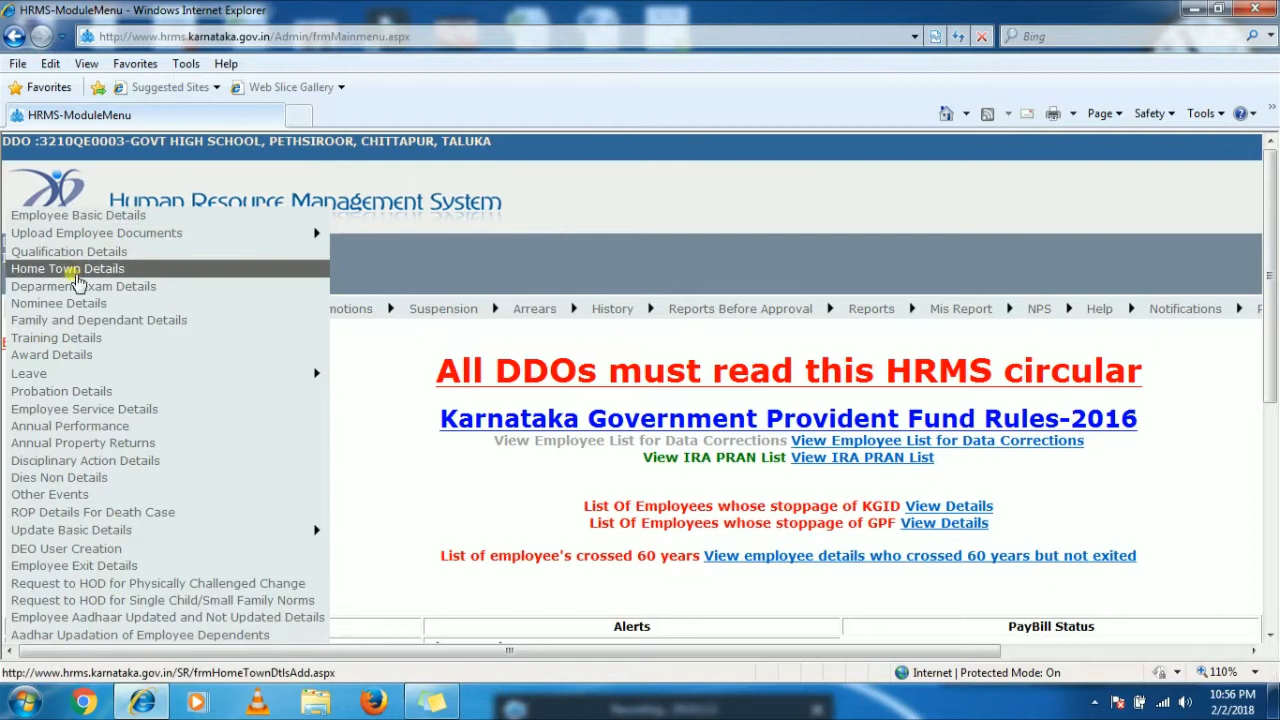 HRMS-ModuleMenu - Windows Internet Explorer
http://www.hrms.karnataka.gov.in/Admin/frmMainmenu.aspx
Bing
File Edit View Favorites Tools Help
Favorites Suggested Sites Web Slice Gallery
HRMS-ModuleMenu
Page Safety Tools
DDO :3210QE0003-GOVT HIGH SCHOOL, PETHSIROOR, CHITTAPUR, TALUKA
Human Resource Management System
Employee Basic Details
Upload Employee Documents
Qualification Details
Home Town Details
Exam Details
Nominee Details
Family and Dependant Details
Training Details
Award Details
Leave
Probation Details
Employee Service Details
Annual Performance
Annual Property Returns
Disciplinary Action Details
Dies Non Details
Other Events
ROP Details For Death Case
Update Basic Details
DEO User Creation
Employee Exit Details
Request to HOD for Physically Challenged Change
Request to HOD for Single Child/Small Family Norms
Employee Aadhaar Updated and Not Updated Details
Aadhar Upadation of Employee Dependents
motions Suspension Arrears History Reports Before Approval Reports Mis Report NPS Help Notifications
All DDOs must read this HRMS circular
Karnataka Government Provident Fund Rules-2016
View Employee List for Data Corrections View Employee List for Data Corrections
View IRA PRAN List View IRA PRAN List
List Of Employees whose stoppage of KGID View Details
List Of Employees whose stoppage of GPF View Details
List of employee's crossed 60 years View employee details who crossed 60 years but not exited
Alerts PayBill Status
http://www.hrms.karnataka.gov.in/SR/frmHomeTownDtlsAdd.aspx
Internet | Protected Mode: On
110%
10:56 PM
2/2/2018